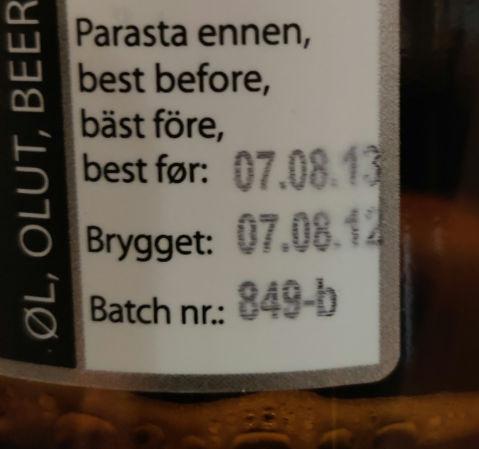 ØL, OLUT, BEER
Parasta ennen,
best before,
bäst före,
best før: 07.08.13
Brygget: 07.08.12
Batch nr.: 849-b